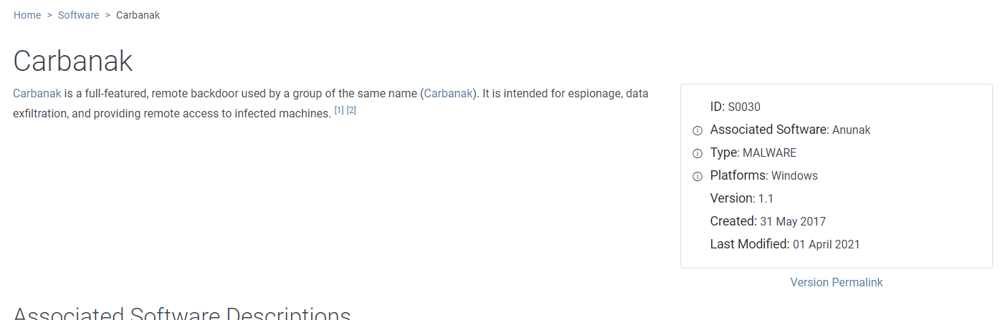 Home > Software > Carbanak
Carbanak
Carbanak is a full-featured, remote backdoor used by a group of the same name (Carbanak). It is intended for espionage, data
exfiltration, and providing remote access to infected machines. [1] [2]
ID: S0030
Associated Software: Anunak
Type: MALWARE
Platforms: Windows
Version: 1.1
Created: 31 May 2017
Last Modified: 01 April 2021
Version Permalink
Associated Software Descriptions